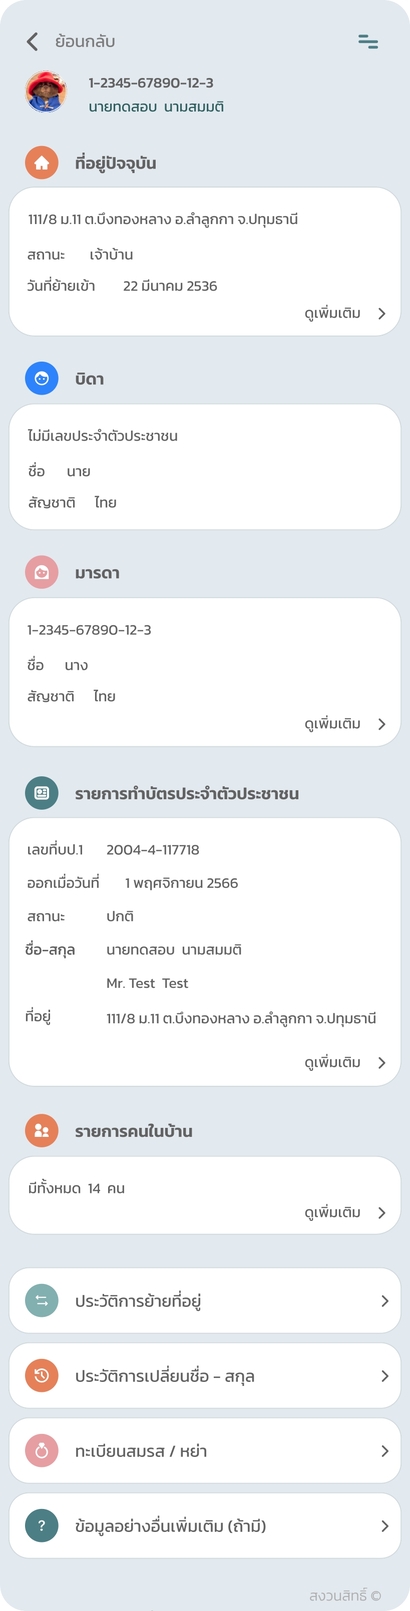 ย้อนกลับ
1-2345-67890-12-3
นายทดสอบ นามสมมติ
ที่อยู่ปัจจุบัน
111/8 ม.11 ต.บึงทองหลาง อ.ลำลูกกา จ.ปทุมธานี
สถานะ เจ้าบ้าน
วันที่ย้ายเข้า 22 มีนาคม 2536
ดูเพิ่มเติม
บิดา
ไม่มีเลขประจำตัวประชาชน
ชื่อ นาย
สัญชาติ ไทย
มารดา
1-2345-67890-12-3
ชื่อ นาง
สัญชาติ ไทย
ดูเพิ่มเติม
รายการทำบัตรประจำตัวประชาชน
เลขที่บป.1 2004-4-117718
ออกเมื่อวันที่ 1 พฤศจิกายน 2566
สถานะ ปกติ
ชื่อ-สกุล นายทดสอบ นามสมมติ
Mr. Test Test
ที่อยู่ 111/8 ม.11 ต.บึงทองหลาง อ.ลำลูกกา จ.ปทุมธานี
ดูเพิ่มเติม
รายการคนในบ้าน
มีทั้งหมด 14 คน
ดูเพิ่มเติม
ประวัติการย้ายที่อยู่
ประวัติการเปลี่ยนชื่อ - สกุล
ทะเบียนสมรส / หย่า
? ข้อมูลอย่างอื่นเพิ่มเติม (ถ้ามี)
สงวนสิทธิ์ ©